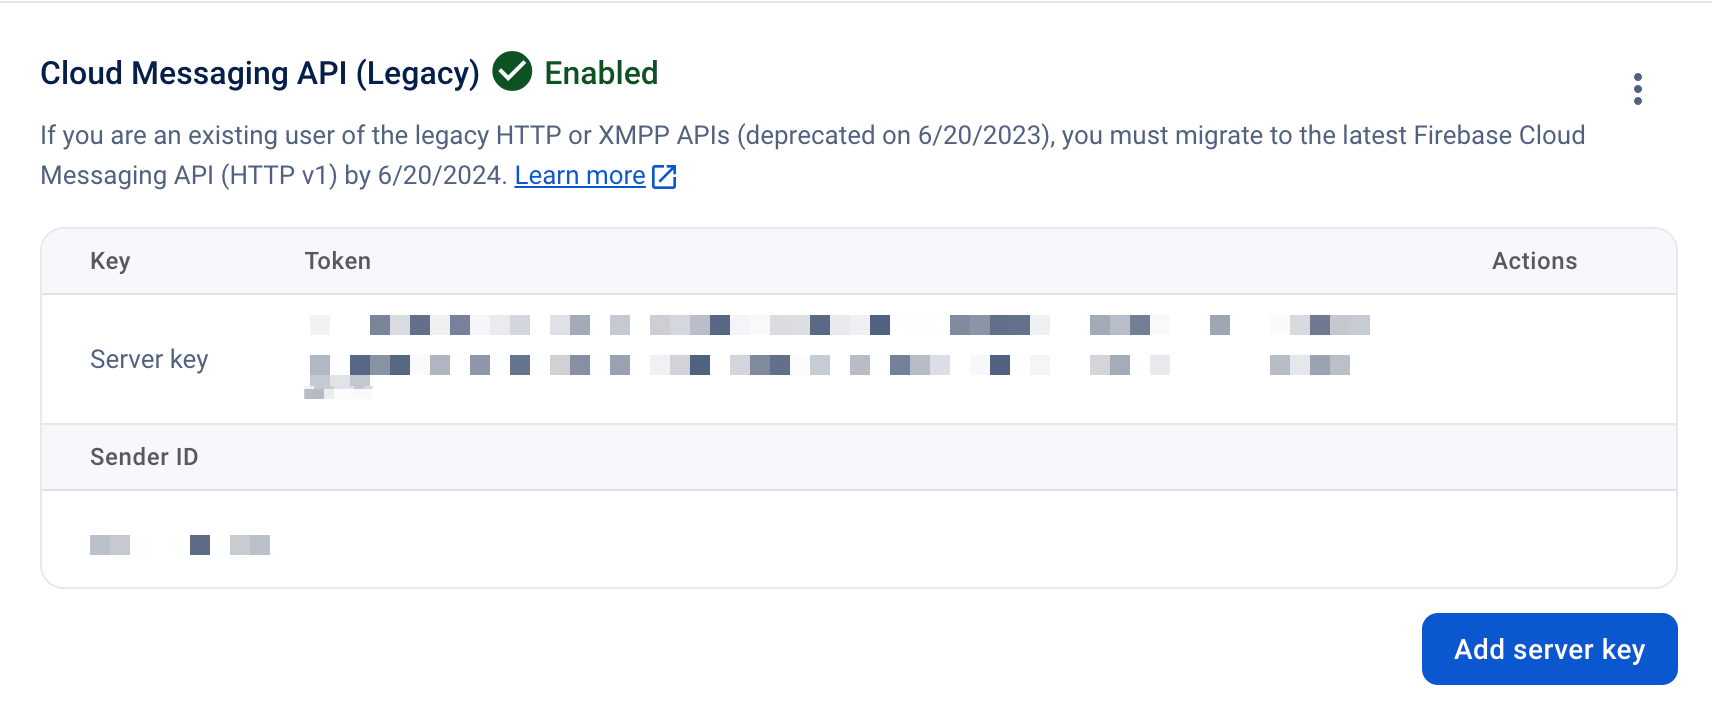 Cloud Messaging API (Legacy) Enabled
If you are an existing user of the legacy HTTP or XMPP APIs (deprecated on 6/20/2023), you must migrate to the latest Firebase Cloud
Messaging API (HTTP v1) by 6/20/2024. Learn more
Key Token Actions
Server key
Sender ID
Add server key